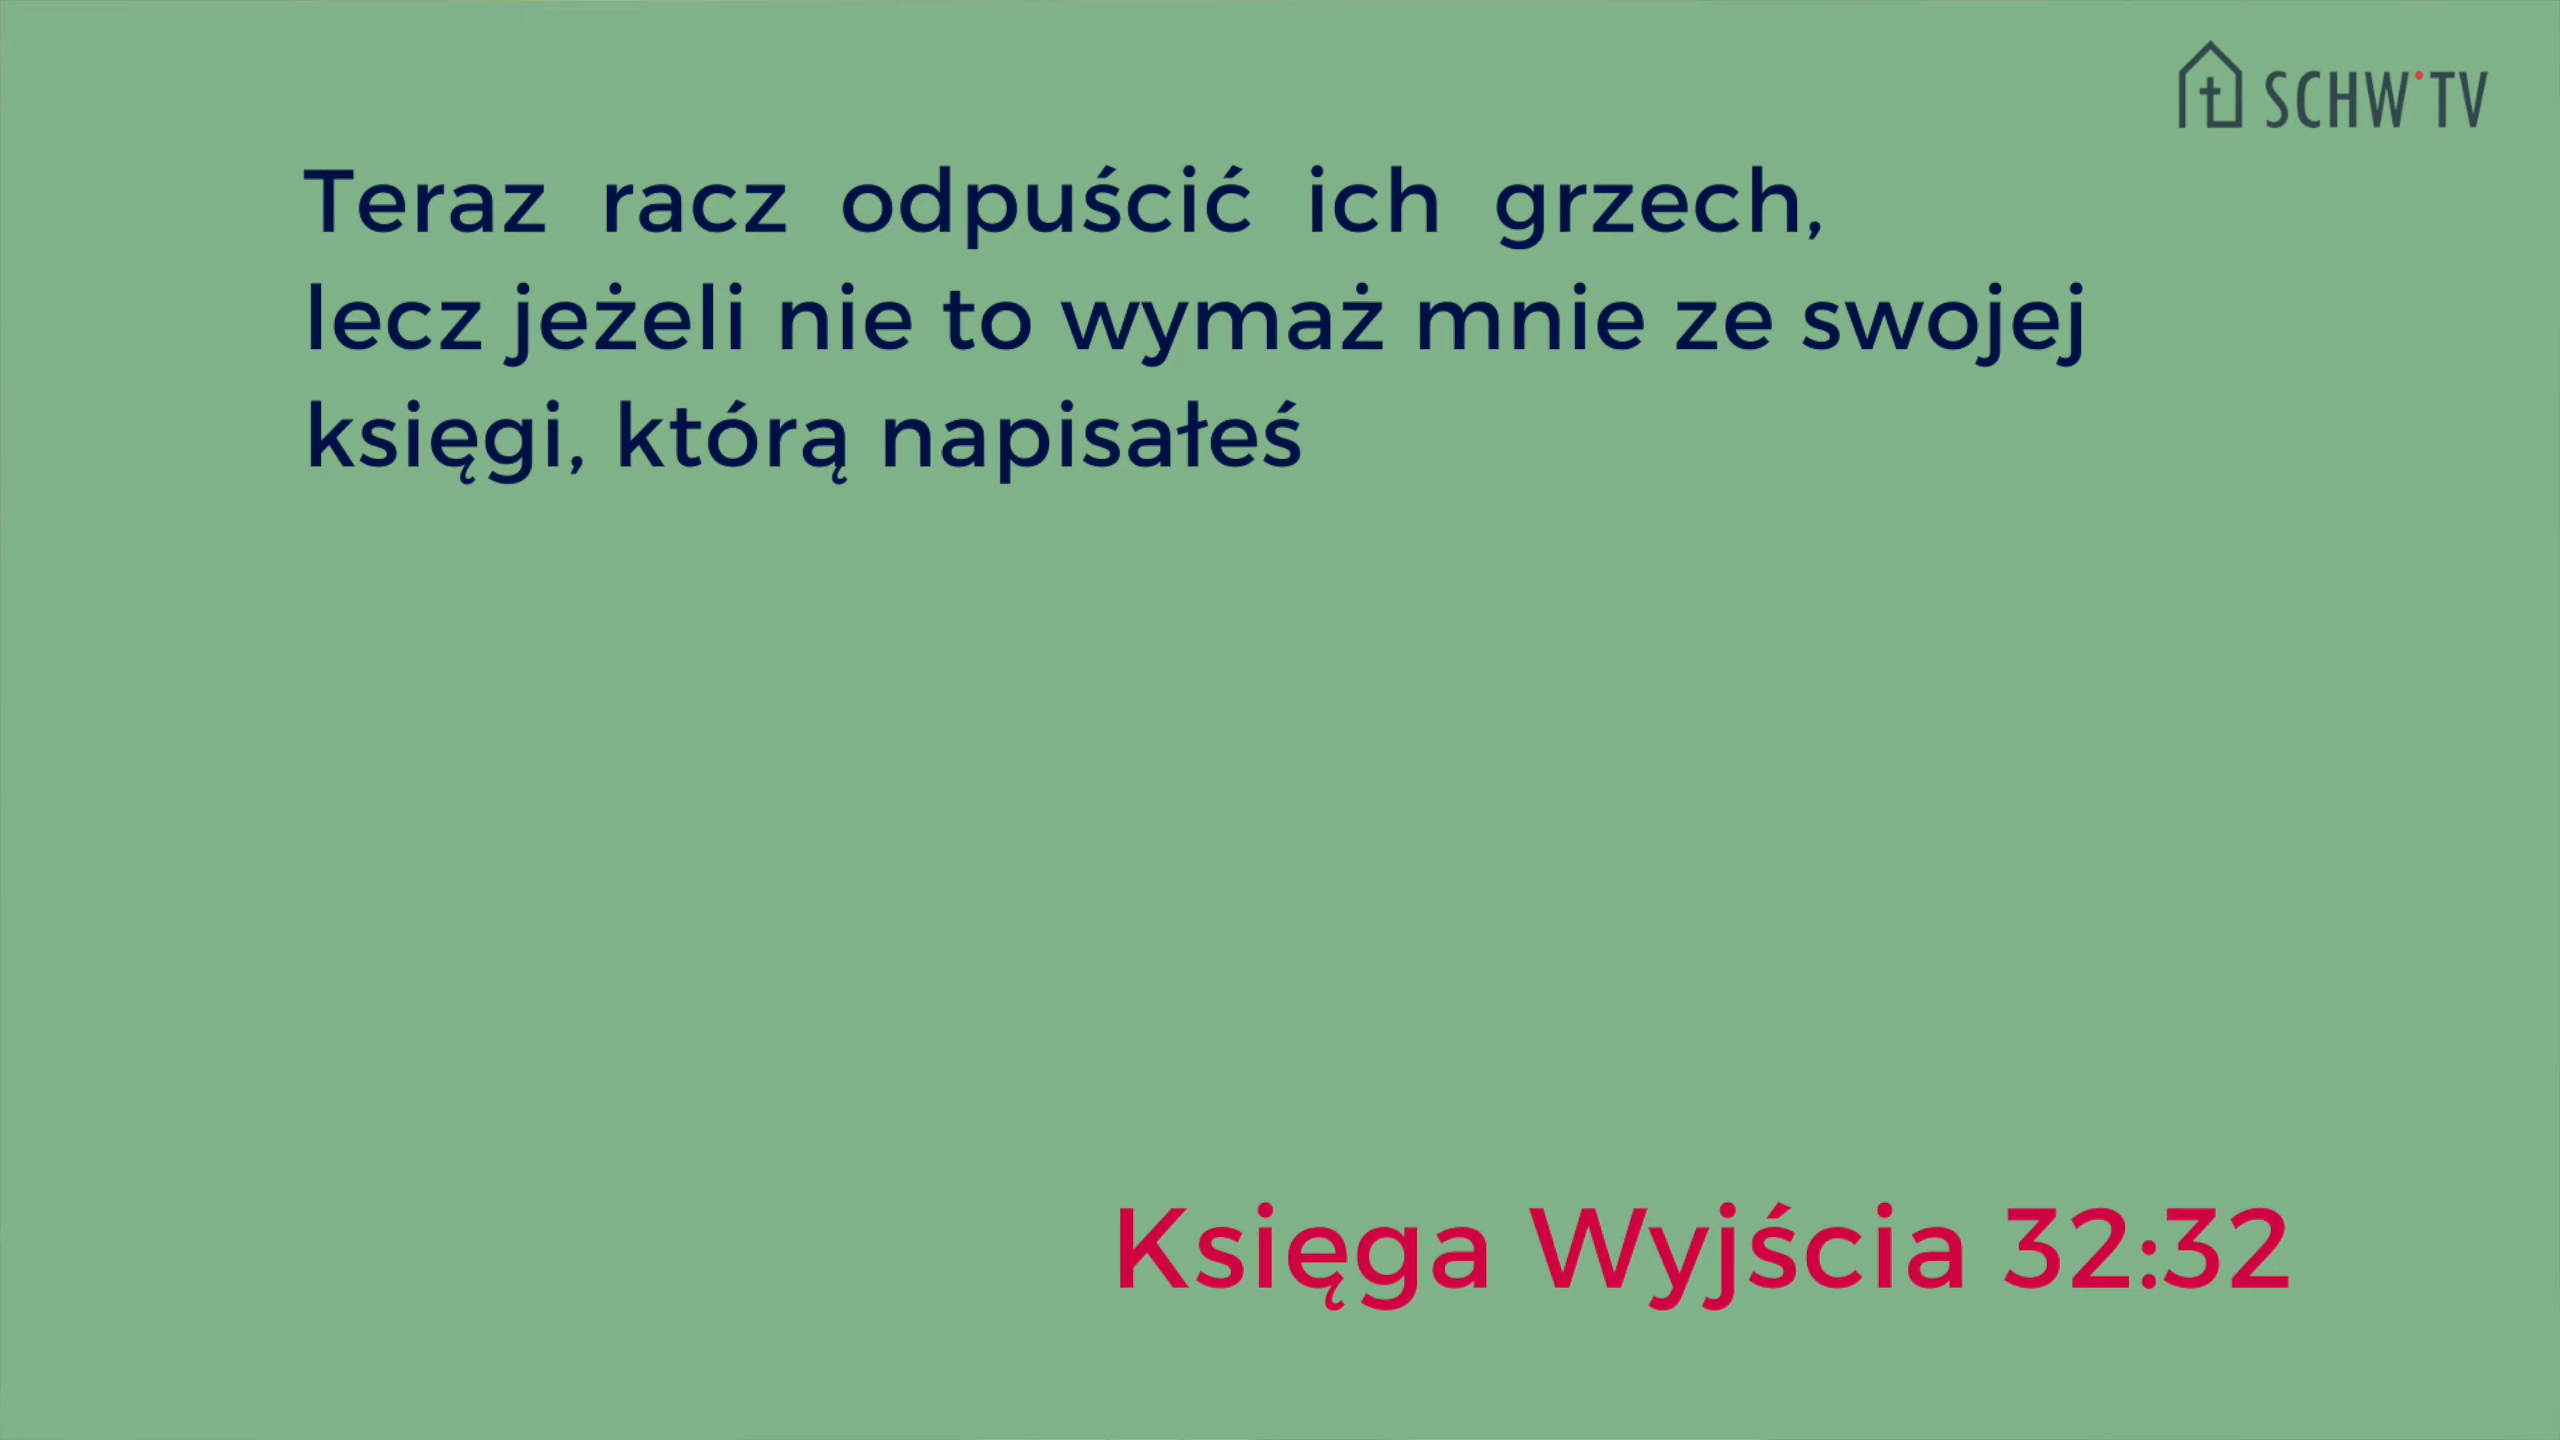 SCHW•TV
Teraz racz odpuścić ich grzech,
lecz jeżeli nie to wymaż mnie ze swojej
księgi, którą napisałeś
Księga Wyjścia 32:32